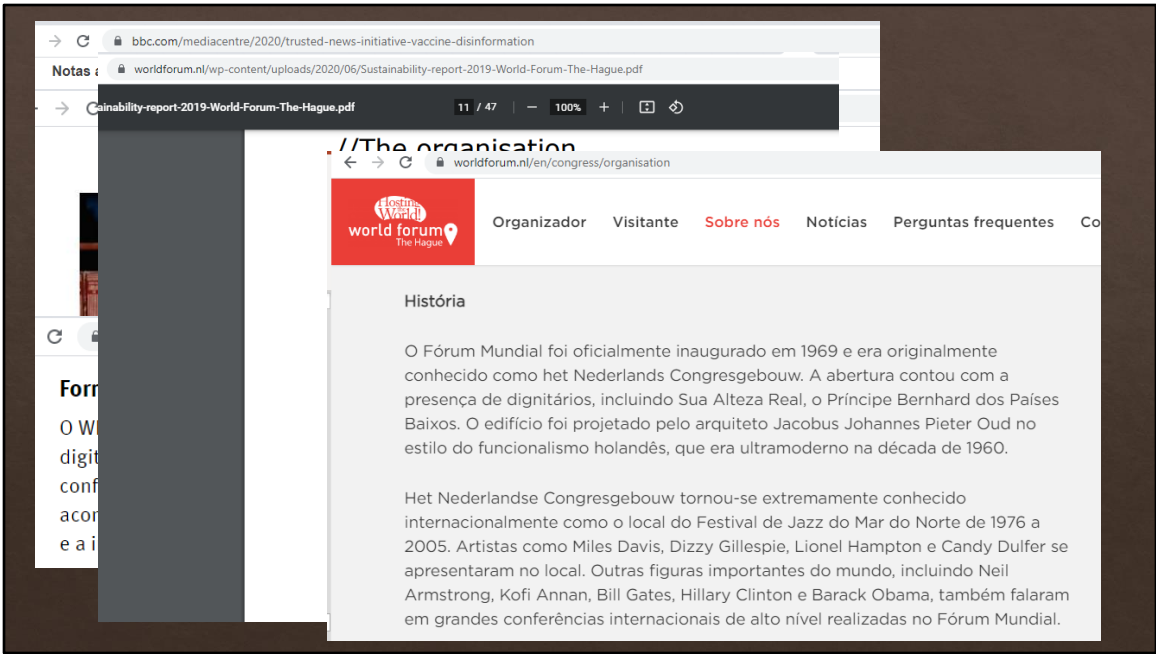 bbc.com/mediacentre/2020/trusted-news-initiative-vaccine-disinformation
Notas
worldforum.nl/wp-content/uploads/2020/06/Sustainability-report-2019-World-Forum-The-Hague.pdf
ainability-report-2019-World-Forum-The-Hague.pdf
11 / 47
100%
//The organisation
worldforum.nl/en/congress/organisation
Hosting the World!
world forum
The Hague
Organizador Visitante Sobre nós Notícias Perguntas frequentes Co
História
O Fórum Mundial foi oficialmente inaugurado em 1969 e era originalmente
conhecido como het Nederlands Congresgebouw. A abertura contou com a
presença de dignitários, incluindo Sua Alteza Real, o Príncipe Bernhard dos Países
Baixos. O edifício foi projetado pelo arquiteto Jacobus Johannes Pieter Oud no
estilo do funcionalismo holandês, que era ultramoderno na década de 1960.
Het Nederlandse Congresgebouw tornou-se extremamente conhecido
internacionalmente como o local do Festival de Jazz do Mar do Norte de 1976 a
2005. Artistas como Miles Davis, Dizzy Gillespie, Lionel Hampton e Candy Dulfer se
apresentaram no local. Outras figuras importantes do mundo, incluindo Neil
Armstrong, Kofi Annan, Bill Gates, Hillary Clinton e Barack Obama, também falaram
em grandes conferências internacionais de alto nível realizadas no Fórum Mundial.
Forr
O W
digit
conf
acor
e a i